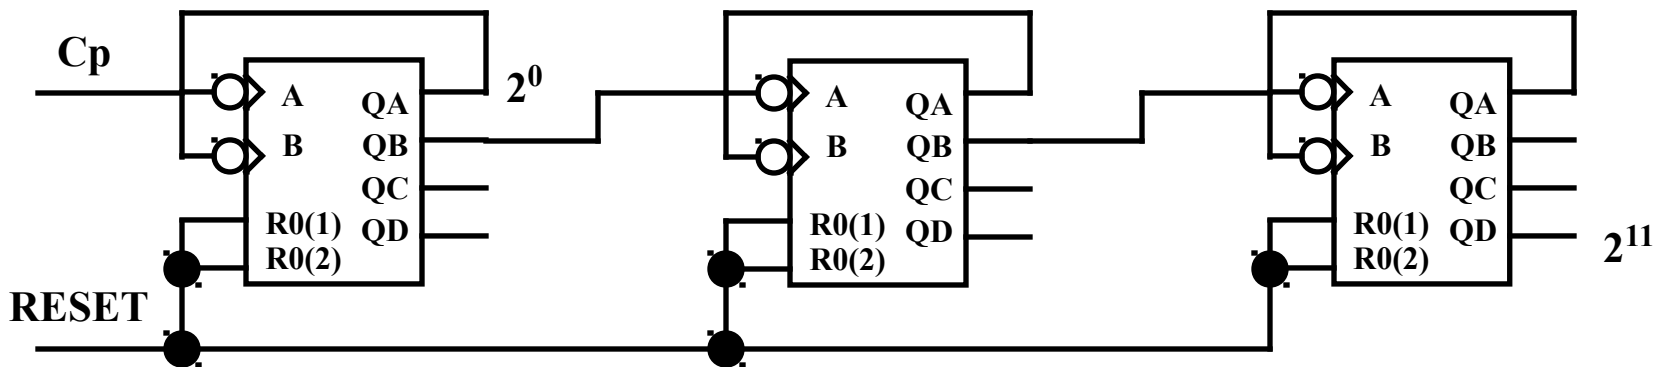 Cp
A
B
R0(1)
R0(2)
QA
QB
QC
QD
2⁰
A
B
R0(1)
R0(2)
QA
QB
QC
QD
A
B
R0(1)
R0(2)
QA
QB
QC
QD
2¹¹
RESET